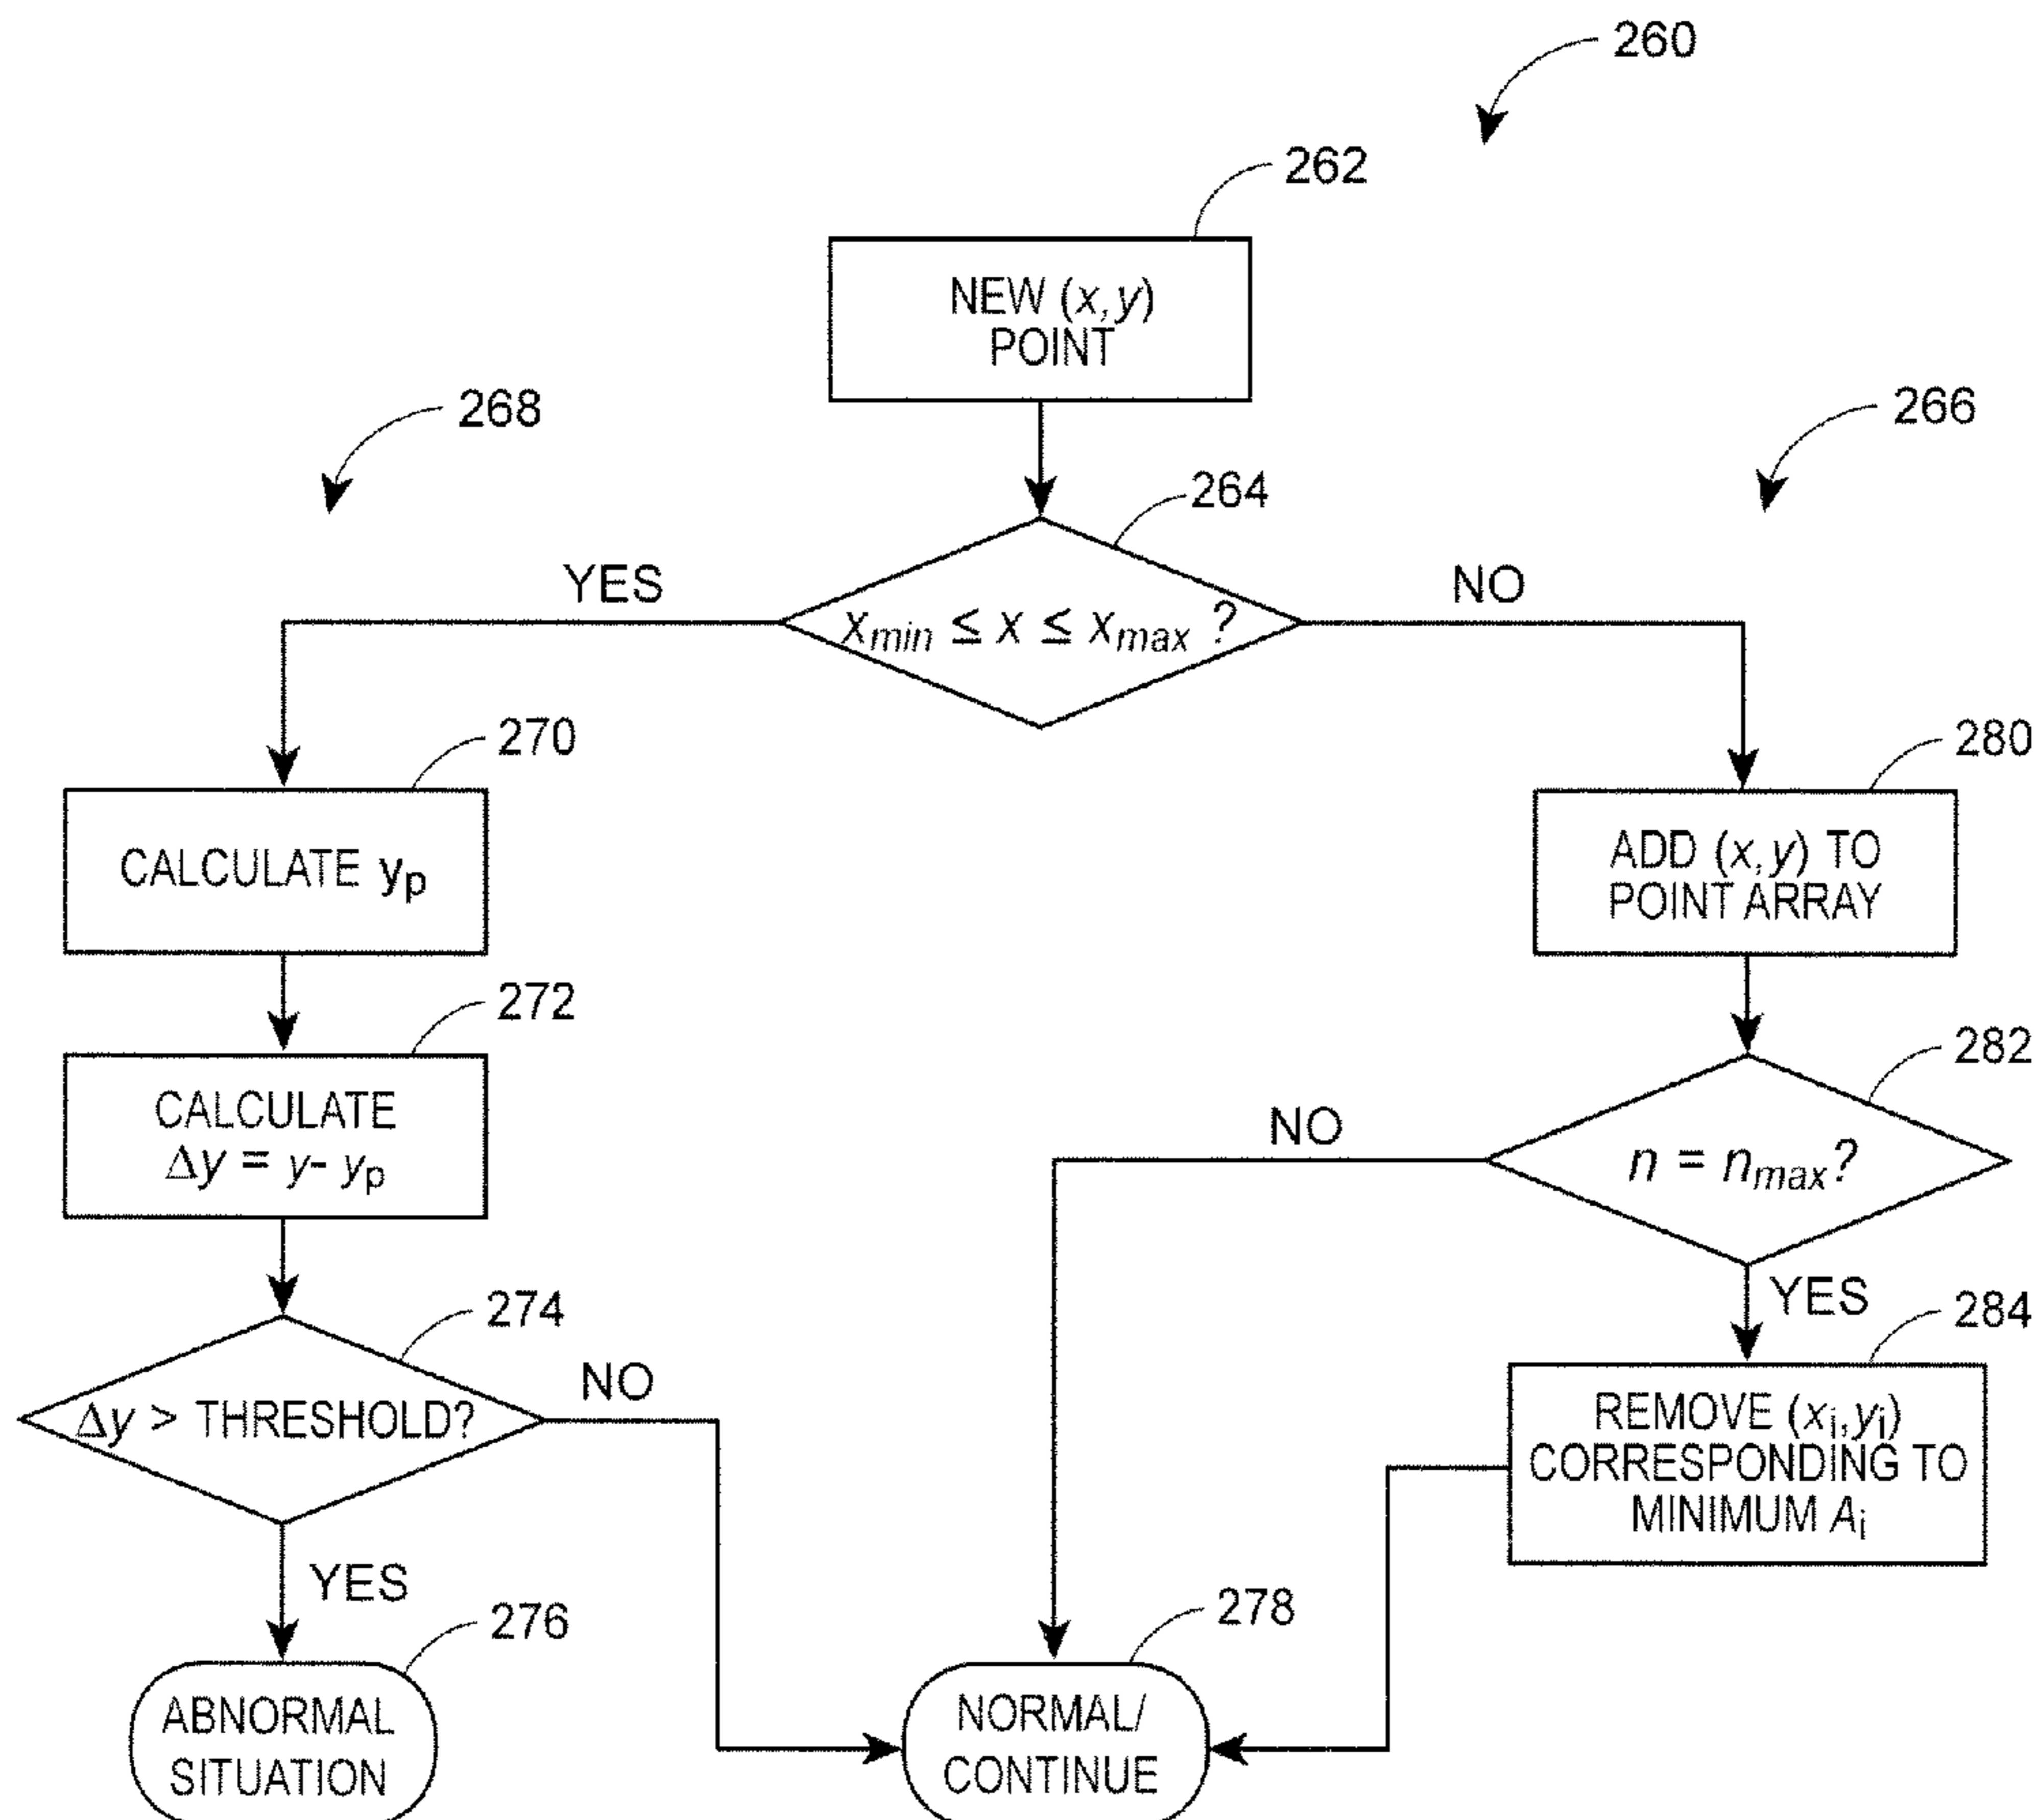 260
262
NEW (x, y)
POINT
268
266
264
YES
NO
x_min ≤ x ≤ x_max ?
270
280
CALCULATE y_p
ADD (x, y) TO
POINT ARRAY
272
282
CALCULATE
Δy = y- y_p
NO
n = n_max?
274
YES
284
NO
Δy > THRESHOLD?
REMOVE (x_i, y_i)
CORRESPONDING TO
MINIMUM A_i
YES
276
278
ABNORMAL
SITUATION
NORMAL/
CONTINUE